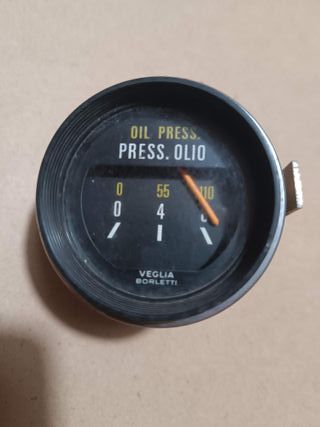 OIL PRESS.
PRESS. OLIO
0 55 110
0 4
VEGLIA
BORLETTI